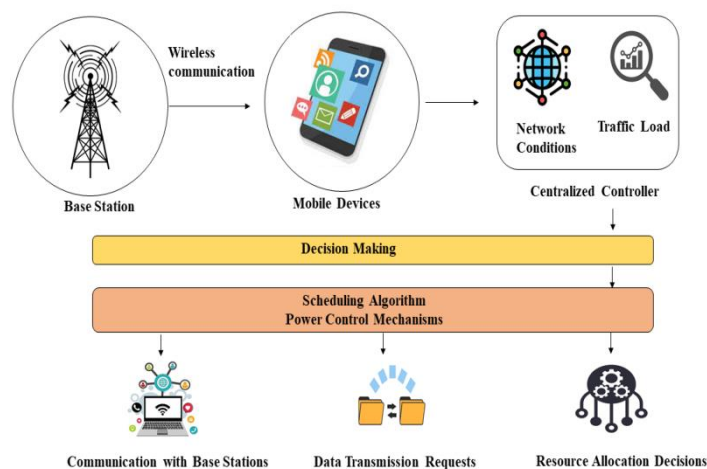 Wireless
communication
Base Station
Mobile Devices
Network
Conditions
Traffic Load
Centralized Controller
Decision Making
Scheduling Algorithm
Power Control Mechanisms
Communication with Base Stations
Data Transmission Requests
Resource Allocation Decisions